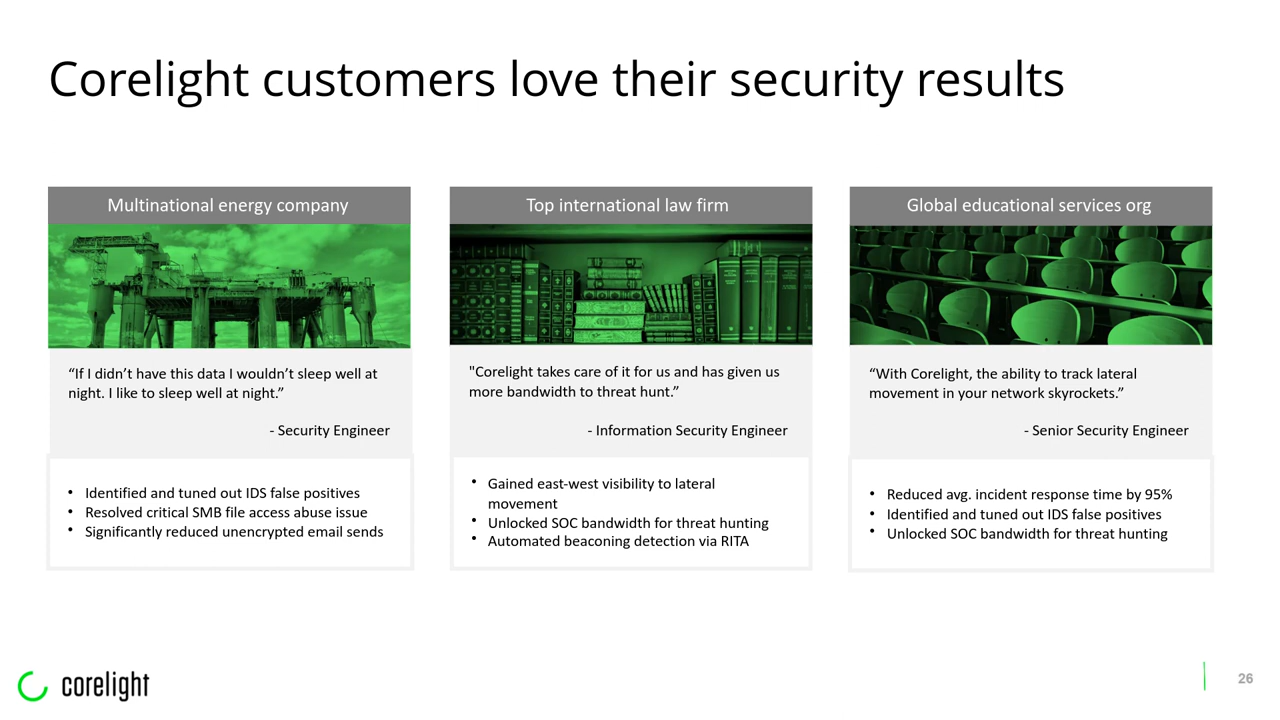 Corelight customers love their security results
Multinational energy company
“If I didn’t have this data I wouldn’t sleep well at
night. I like to sleep well at night.”
- Security Engineer
• Identified and tuned out IDS false positives
• Resolved critical SMB file access abuse issue
• Significantly reduced unencrypted email sends
Top international law firm
"Corelight takes care of it for us and has given us
more bandwidth to threat hunt.”
- Information Security Engineer
• Gained east-west visibility to lateral
movement
• Unlocked SOC bandwidth for threat hunting
• Automated beaconing detection via RITA
Global educational services org
“With Corelight, the ability to track lateral
movement in your network skyrockets.”
- Senior Security Engineer
• Reduced avg. incident response time by 95%
• Identified and tuned out IDS false positives
• Unlocked SOC bandwidth for threat hunting
corelight
26